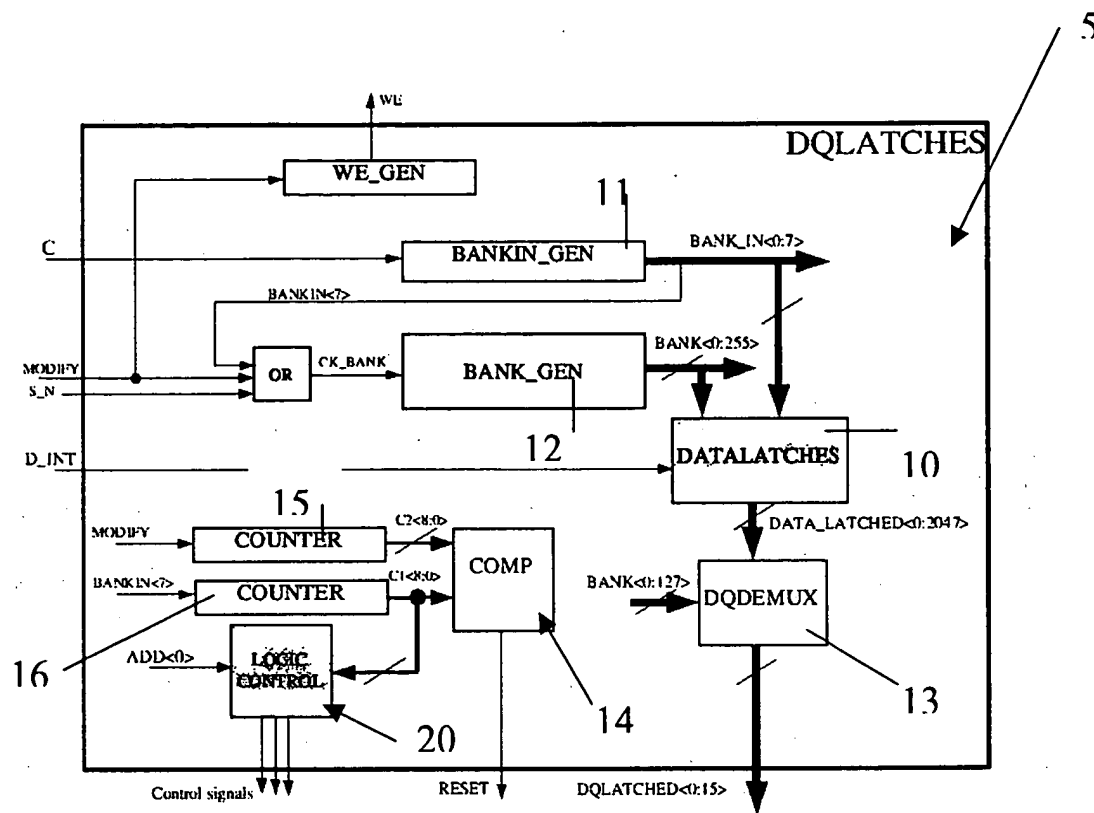 5
WE
DQLATCHES
WE_GEN
11
C
BANKIN_GEN
BANK_IN<0:7>
BANKIN<7>
BANK<0:255>
MODIFY
OR
CK_BANK
BANK_GEN
S_N
12
10
D_INT
DATALATCHES
15
MODIFY
COUNTER
C2<8:0>
DATA_LATCHED<0:2047>
COMP
BANKIN<7>
COUNTER
C1<8:0>
BANK<0:127>
DQDEMUX
16
ADD<0>
LOGIC
CONTROL
20
14
13
Control signals
RESET
DQLATCHED<0:15>